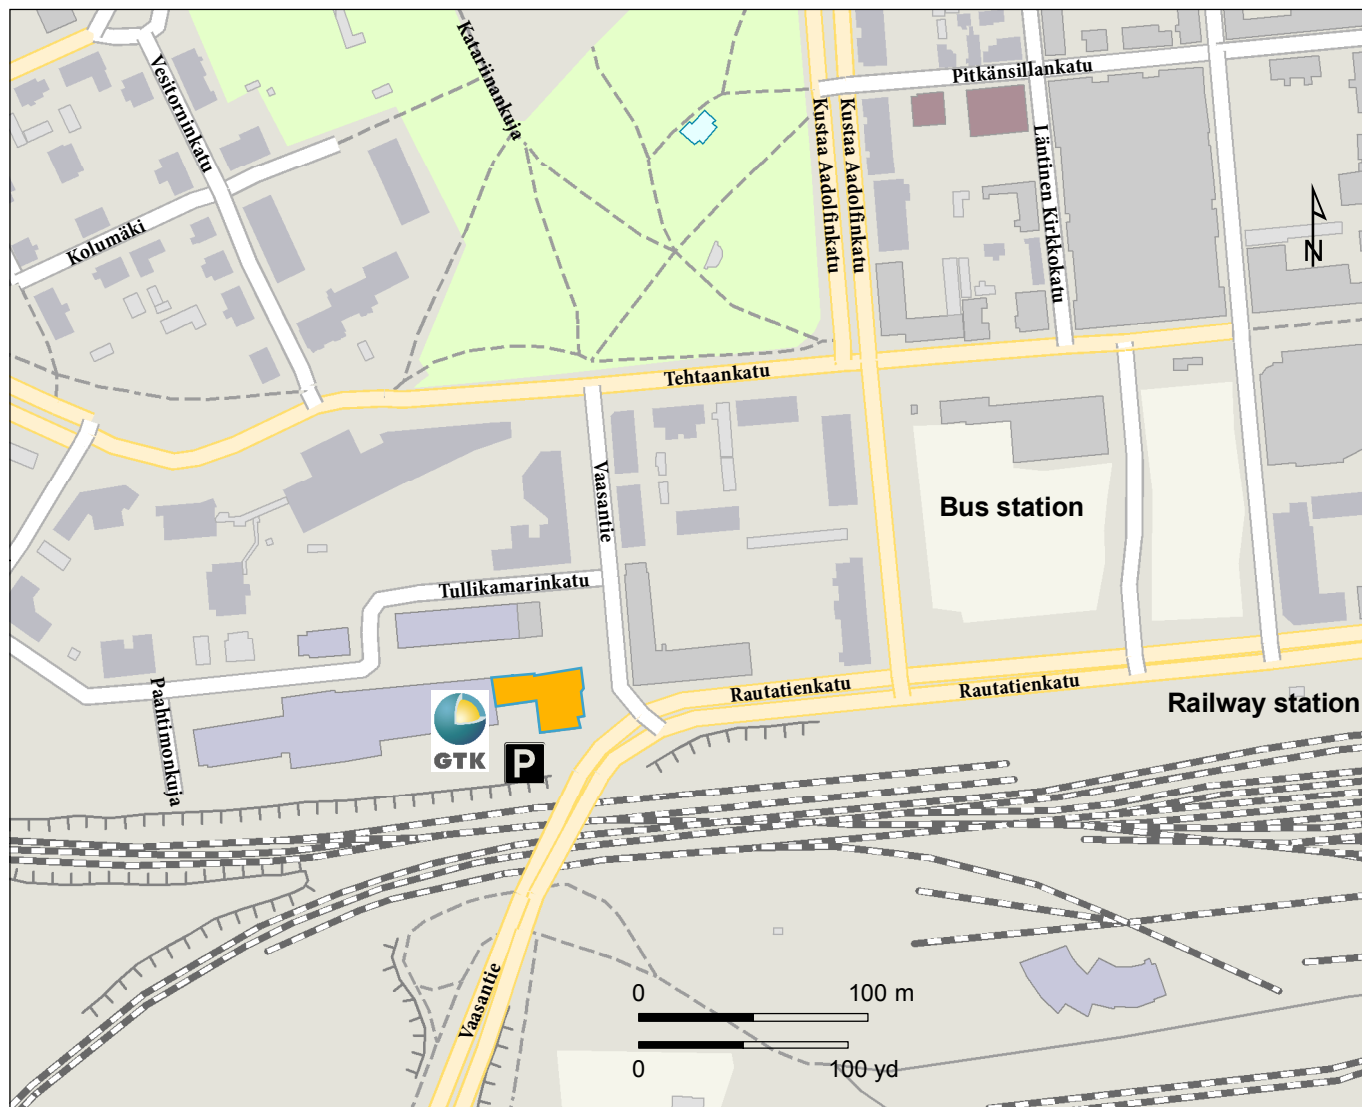 Katariinankuja
Vesitorninkatu
Pitkänsillankatu
Kustaa Aadolfinkatu
Kustaa Aadolfinkatu
Läntinen Kirkkokatu
Kolumäki
N
Tehtaankatu
Vaasantie
Bus station
Tullikamarinkatu
Paahtimonkuja
Rautatienkatu
Rautatienkatu
Railway station
GTK
P
Vaasantie
0 100 m
0 100 yd